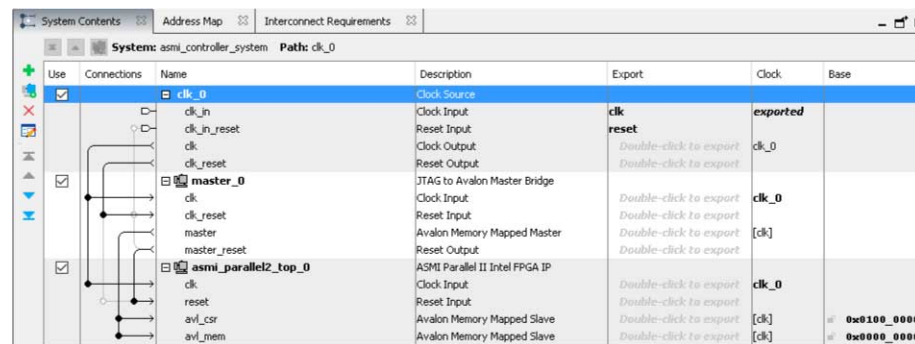 System Contents Address Map Interconnect Requirements
System: asmi_controller_system Path: clk_0
Use Connections Name Description Export Clock Base
clk_0 Clock Source
clk_in Clock Input clk exported
clk_in_reset Reset Input reset
clk Clock Output Double-click to export clk_0
clk_reset Reset Output Double-click to export
master_0 JTAG to Avalon Master Bridge
clk Clock Input Double-click to export clk_0
clk_reset Reset Input Double-click to export
master Avalon Memory Mapped Master Double-click to export [clk]
master_reset Reset Output Double-click to export
asmi_parallel2_top_0 ASMI Parallel II Intel FPGA IP
clk Clock Input Double-click to export clk_0
reset Reset Input Double-click to export
avl_csr Avalon Memory Mapped Slave Double-click to export [clk] 0x0100_000
avl_mem Avalon Memory Mapped Slave Double-click to export [clk] 0x0000_000